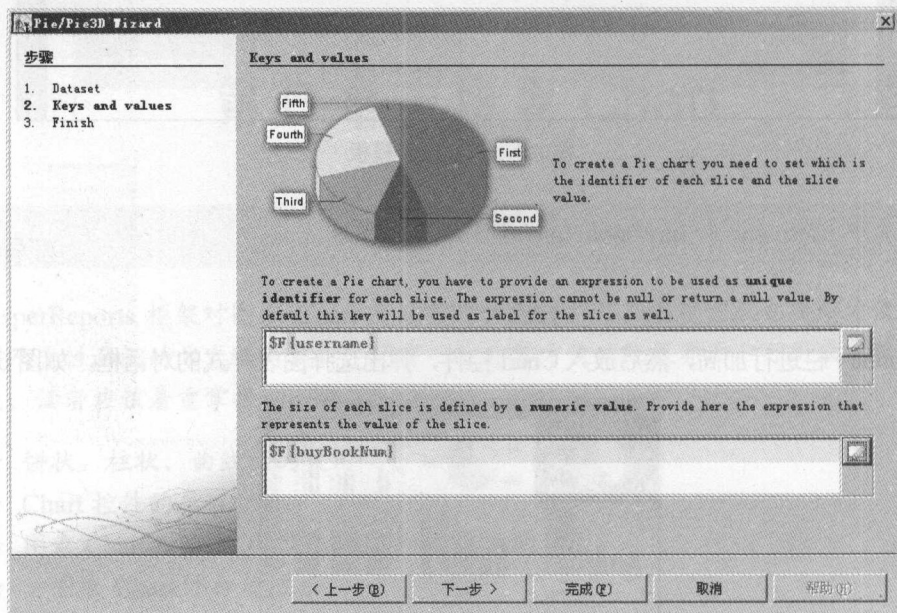 Pie/Pie3D Wizard
步骤
1. Dataset
2. Keys and values
3. Finish
Keys and values
Fifth
Fourth
Third
First
Second
To create a Pie chart you need to set which is
the identifier of each slice and the slice
value.
To create a Pie chart, you have to provide an expression to be used as unique
identifier for each slice. The expression cannot be null or return a null value. By
default this key will be used as label for the slice as well.
$F{username}
The size of each slice is defined by a numeric value. Provide here the expression that
represents the value of the slice.
$F{buyBookNum}
< 上一步(B)
下一步 >
完成(F)
取消
帮助(H)